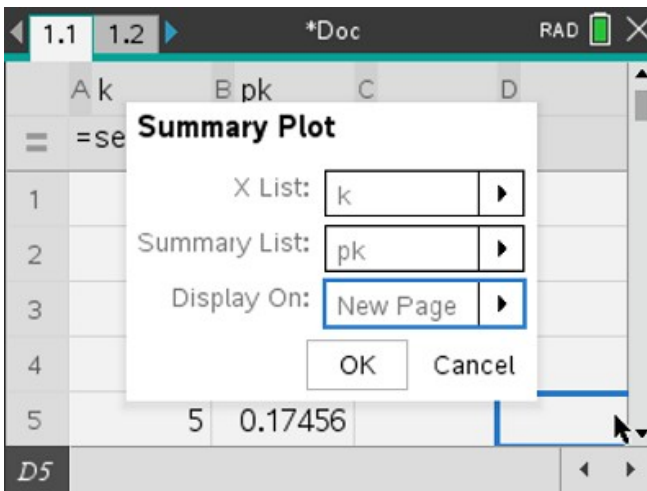 1.1 1.2 *Doc RAD
A k B pk C D
= =se
Summary Plot
1
X List: k
2
Summary List: pk
3
Display On: New Page
4
OK Cancel
5 5 0.17456
D5